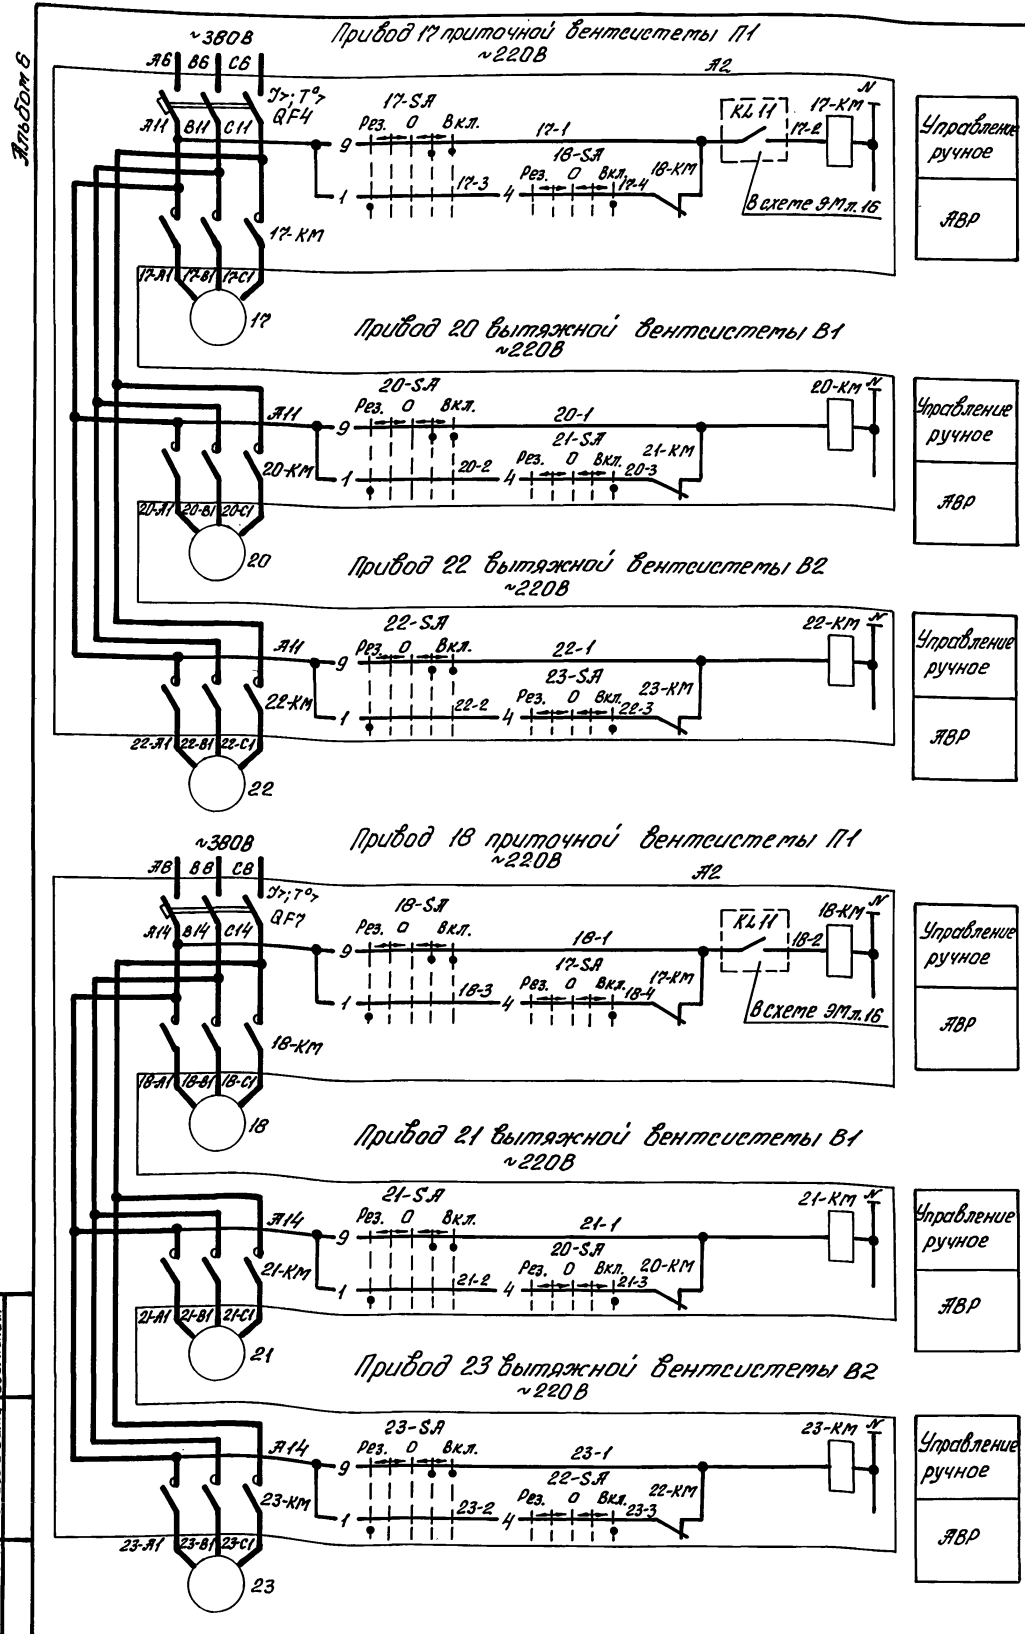 Альбом 6
Привод 17 приточной вентсистемы П1
~380В
~220В
А2
А6 В6 С6
I>; T°>
QF4
А11 В11 С11
17-SA
Рез. 0 Вкл.
9
17-1
KL11
17-2
17-КМ
N
Управление ручное
18-SA
Рез. 0 Вкл.
1
17-3
4
17-4
18-КМ
В схеме ЭМ л.16
АВР
17-КМ
17-А1 17-В1 17-С1
17
Привод 20 вытяжной вентсистемы В1
~220В
20-SA
Рез. 0 Вкл.
А11
9
20-1
20-КМ
N
Управление ручное
21-SA
Рез. 0 Вкл.
1
20-2
4
20-3
21-КМ
АВР
20-КМ
20-А1 20-В1 20-С1
20
Привод 22 вытяжной вентсистемы В2
~220В
22-SA
Рез. 0 Вкл.
А11
9
22-1
22-КМ
N
Управление ручное
23-SA
Рез. 0 Вкл.
1
22-2
4
22-3
23-КМ
АВР
22-КМ
22-А1 22-В1 22-С1
22
Привод 18 приточной вентсистемы П1
~380В
~220В
А2
А8 В8 С8
I>; T°>
QF7
А14 В14 С14
18-SA
Рез. 0 Вкл.
9
18-1
KL11
18-2
18-КМ
N
Управление ручное
17-SA
Рез. 0 Вкл.
1
18-3
4
18-4
17-КМ
В схеме ЭМ л.16
АВР
18-КМ
18-А1 18-В1 18-С1
18
Привод 21 вытяжной вентсистемы В1
~220В
21-SA
Рез. 0 Вкл.
А14
9
21-1
21-КМ
N
Управление ручное
20-SA
Рез. 0 Вкл.
1
21-2
4
21-3
20-КМ
АВР
21-КМ
21-А1 21-В1 21-С1
21
Привод 23 вытяжной вентсистемы В2
~220В
23-SA
Рез. 0 Вкл.
А14
9
23-1
23-КМ
N
Управление ручное
22-SA
Рез. 0 Вкл.
1
23-2
4
23-3
22-КМ
АВР
23-КМ
23-А1 23-В1 23-С1
23